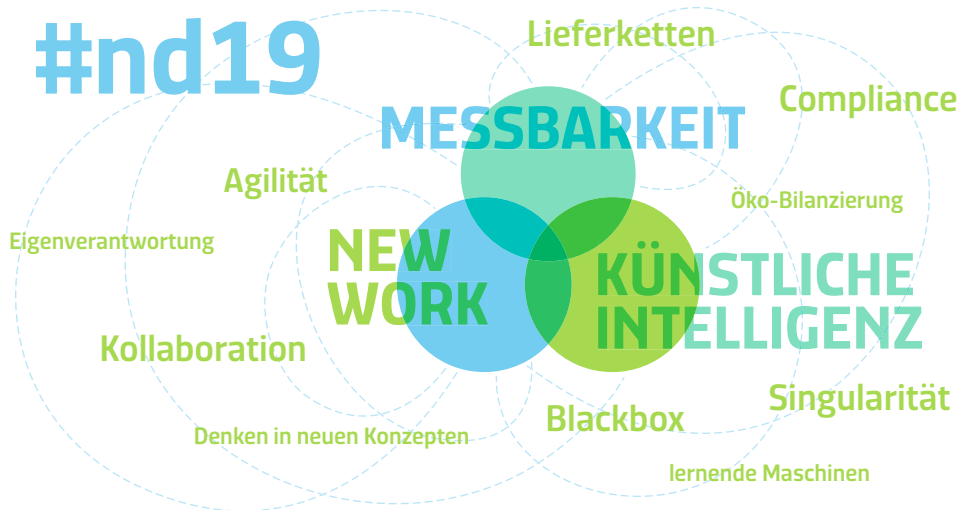 #nd19
Lieferketten
Compliance
MESSBARKEIT
Agilität
Öko-Bilanzierung
Eigenverantwortung
NEW
WORK
KÜNSTLICHE
INTELLIGENZ
Kollaboration
Singularität
Blackbox
Denken in neuen Konzepten
lernende Maschinen